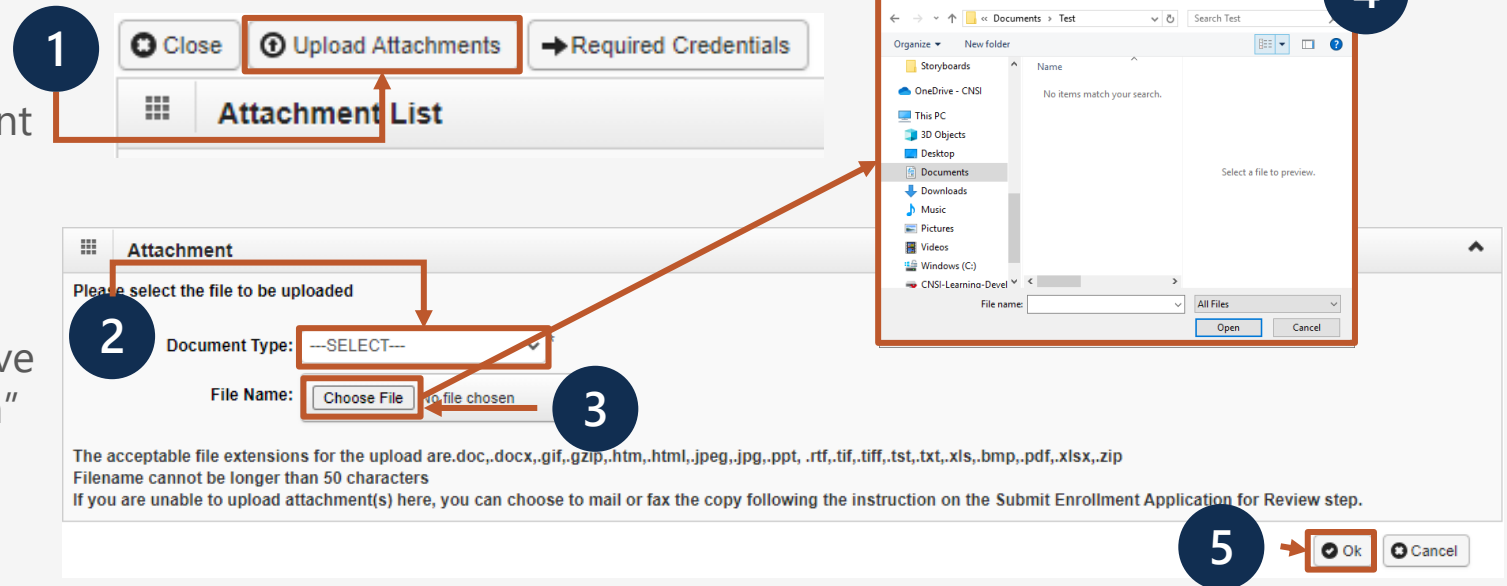 1
Close
Upload Attachments
Required Credentials
Attachment List
nt
4
« Documents › Test
Search Test
Organize
New folder
Storyboards
OneDrive - CNSI
This PC
3D Objects
Desktop
Documents
Downloads
Music
Pictures
Videos
Windows (C:)
CNSI-Learning-Devel
Name
No items match your search.
Select a file to preview.
File name:
All Files
Open
Cancel
Attachment
Please select the file to be uploaded
2
Document Type:
---SELECT---
*
ve
"
File Name:
Choose File
No file chosen
3
The acceptable file extensions for the upload are.doc,.docx,.gif,.gzip,.htm,.html,.jpeg,.jpg,.ppt, .rtf,.tif,.tiff,.tst,.txt,.xls,.bmp,.pdf,.xlsx,.zip
Filename cannot be longer than 50 characters
If you are unable to upload attachment(s) here, you can choose to mail or fax the copy following the instruction on the Submit Enrollment Application for Review step.
5
Ok
Cancel